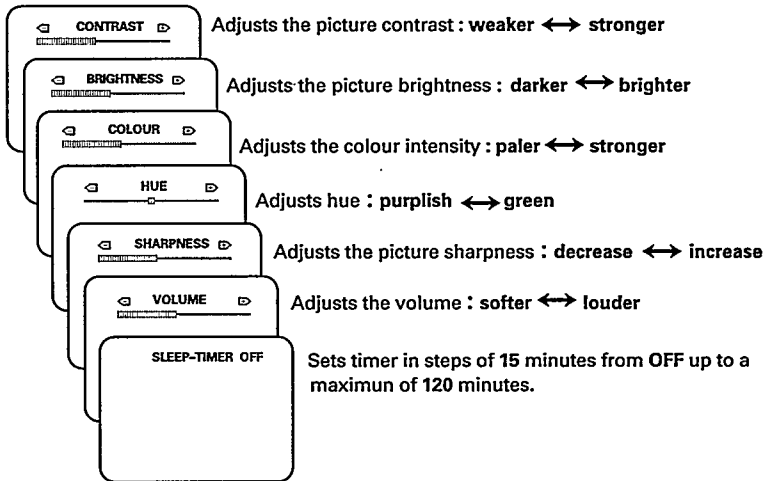 CONTRAST
Adjusts the picture contrast : weaker ↔ stronger
BRIGHTNESS
Adjusts the picture brightness : darker ↔ brighter
COLOUR
Adjusts the colour intensity : paler ↔ stronger
HUE
Adjusts hue : purplish ↔ green
SHARPNESS
Adjusts the picture sharpness : decrease ↔ increase
VOLUME
Adjusts the volume : softer ↔ louder
SLEEP-TIMER OFF
Sets timer in steps of 15 minutes from OFF up to a
maximun of 120 minutes.